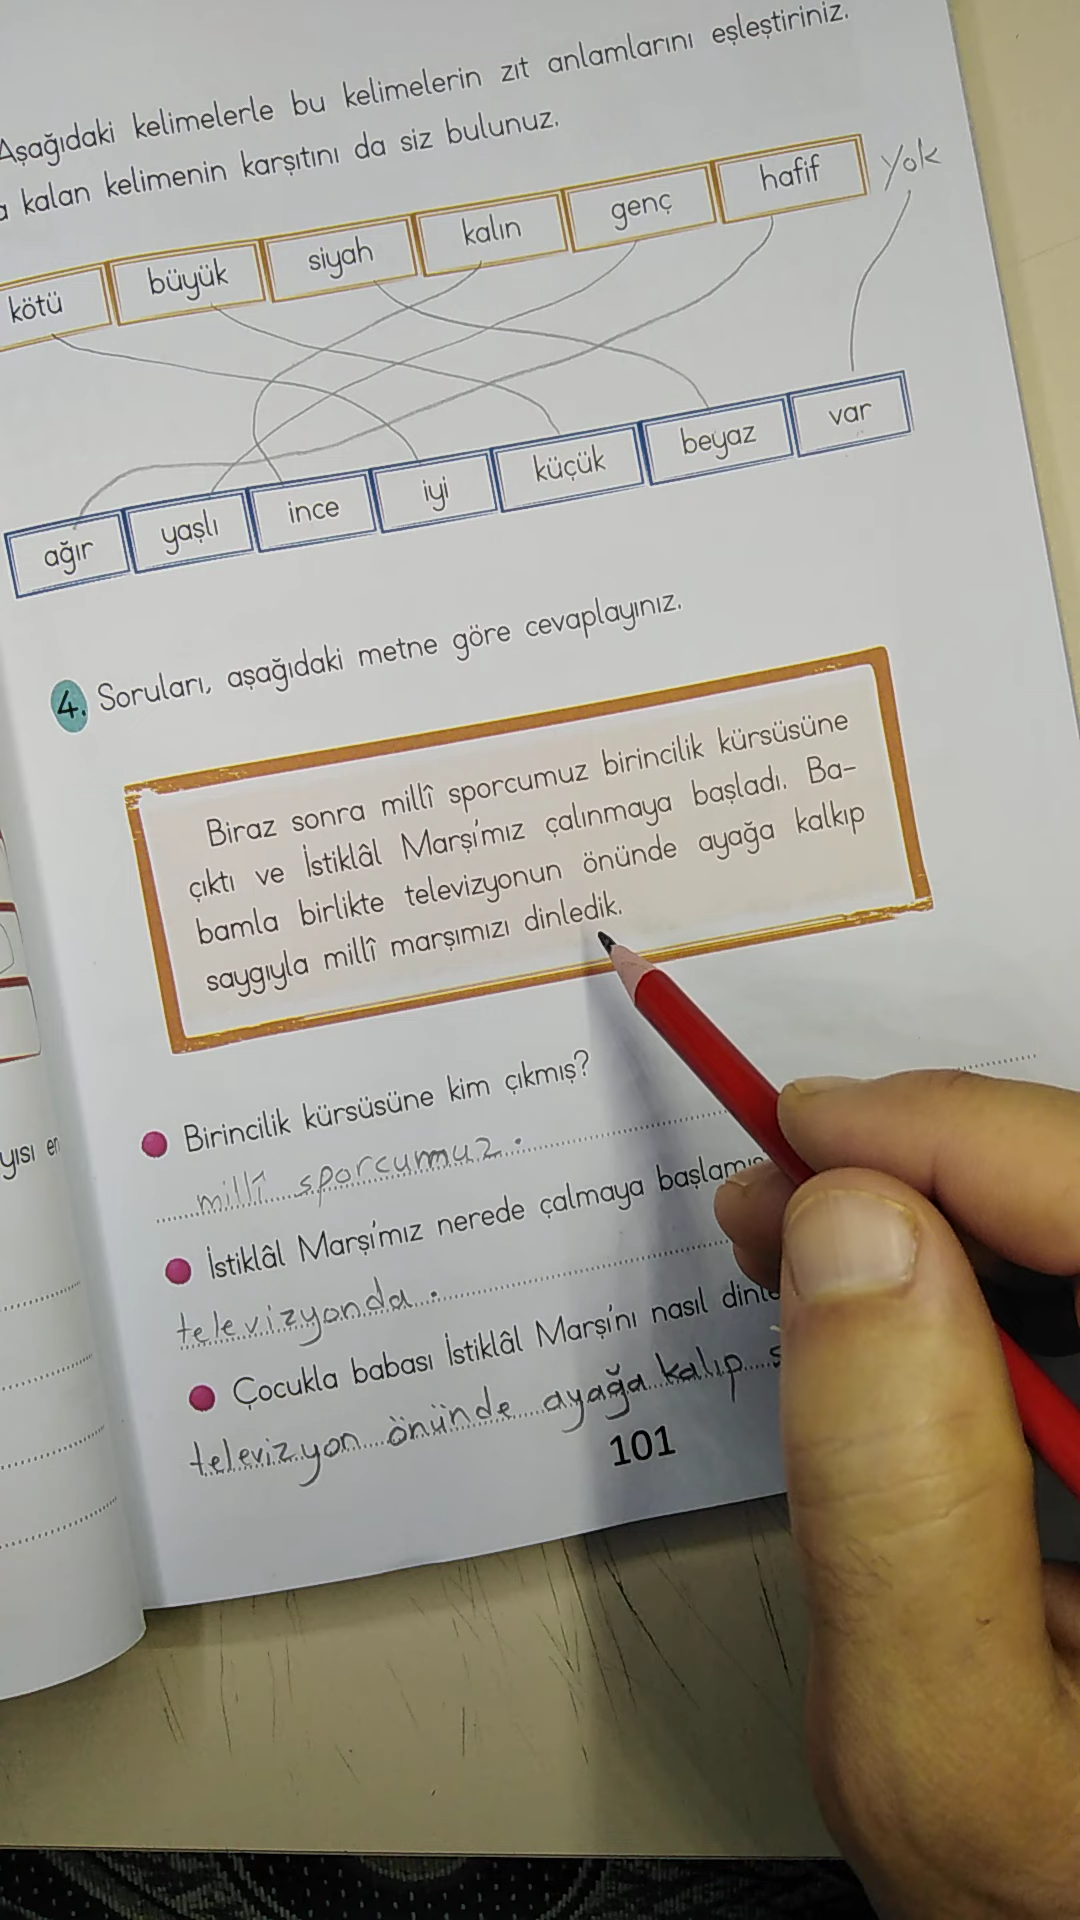 Aşağıdaki kelimelerle bu kelimelerin zıt anlamlarını eşleştiriniz.
kalan kelimenin karşıtını da siz bulunuz.
kötü büyük siyah kalın genç hafif yok
ağır yaşlı ince iyi küçük beyaz var
4. Soruları, aşağıdaki metne göre cevaplayınız.
Biraz sonra millî sporcumuz birincilik kürsüsüne
çıktı ve İstiklâl Marşı'mız çalınmaya başladı. Ba-
bamla birlikte televizyonun önünde ayağa kalkıp
saygıyla millî marşımızı dinledik.
Birincilik kürsüsüne kim çıkmış?
millî sporcumuz.
İstiklâl Marşı'mız nerede çalmaya başlamış
televizyonda.
Çocukla babası İstiklâl Marşı'nı nasıl
televizyon önünde ayağa kalıp
101